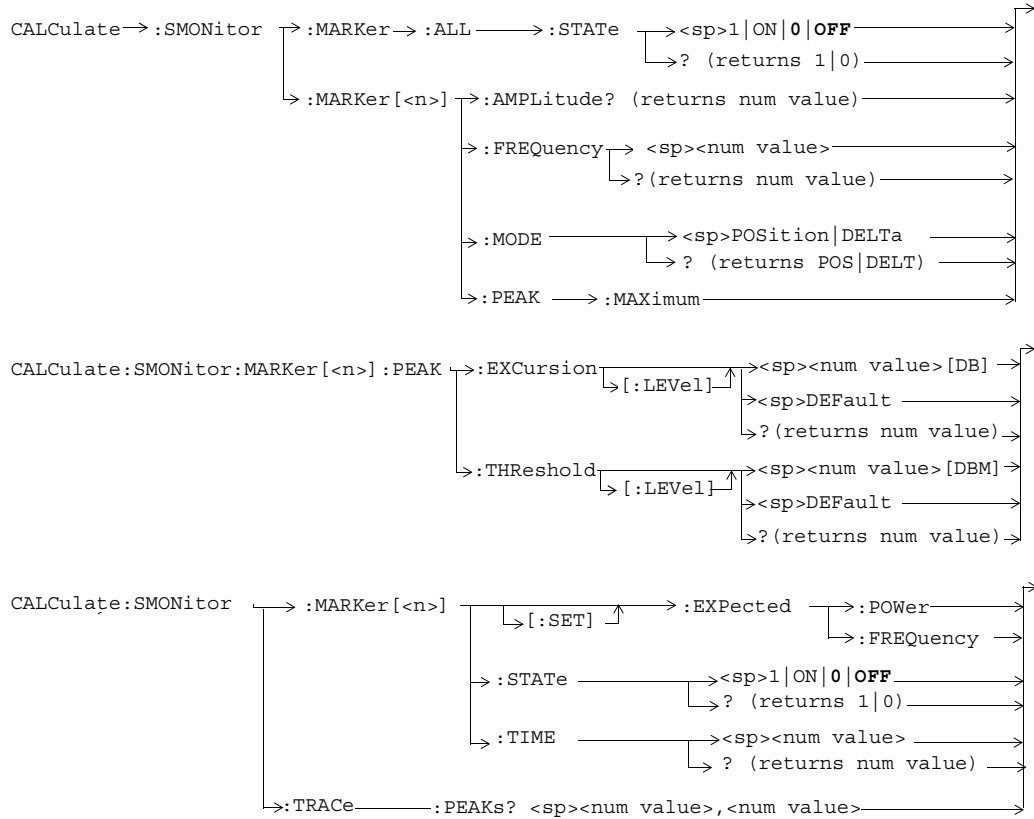 CALCulate :SMONitor :MARKer :ALL :STATe <sp>1|ON|0|OFF
? (returns 1|0)
:MARKer[<n>] :AMPLitude? (returns num value)
:FREQuency <sp><num value>
?(returns num value)
:MODE <sp>POSition|DELTa
? (returns POS|DELT)
:PEAK :MAXimum
CALCulate:SMONitor:MARKer[<n>]:PEAK :EXCursion <sp><num value>[DB]
[:LEVel]
<sp>DEFault
?(returns num value)
:THReshold <sp><num value>[DBM]
[:LEVel]
<sp>DEFault
?(returns num value)
CALCulate:SMONitor :MARKer[<n>] :EXPected :POWer
[:SET]
:FREQuency
:STATe <sp>1|ON|0|OFF
? (returns 1|0)
:TIME <sp><num value>
? (returns num value)
:TRACe :PEAKs? <sp><num value>,<num value>